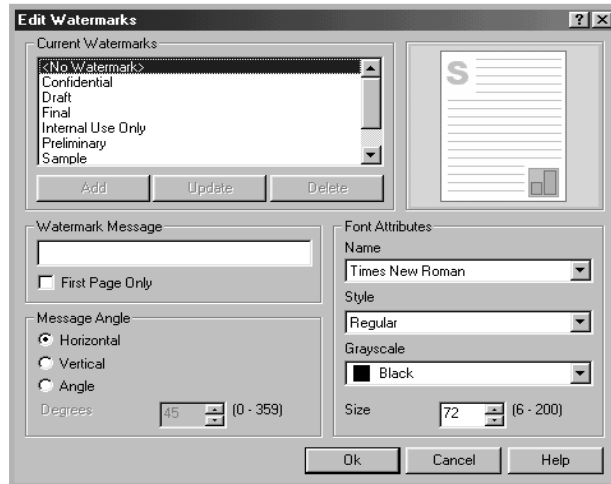 Edit Watermarks
Current Watermarks
<No Watermark>
Confidential
Draft
Final
Internal Use Only
Preliminary
Sample
Add Update Delete
S
Watermark Message
First Page Only
Message Angle
Horizontal
Vertical
Angle
Degrees 45 (0 - 359)
Font Attributes
Name
Times New Roman
Style
Regular
Grayscale
Black
Size 72 (6 - 200)
Ok Cancel Help